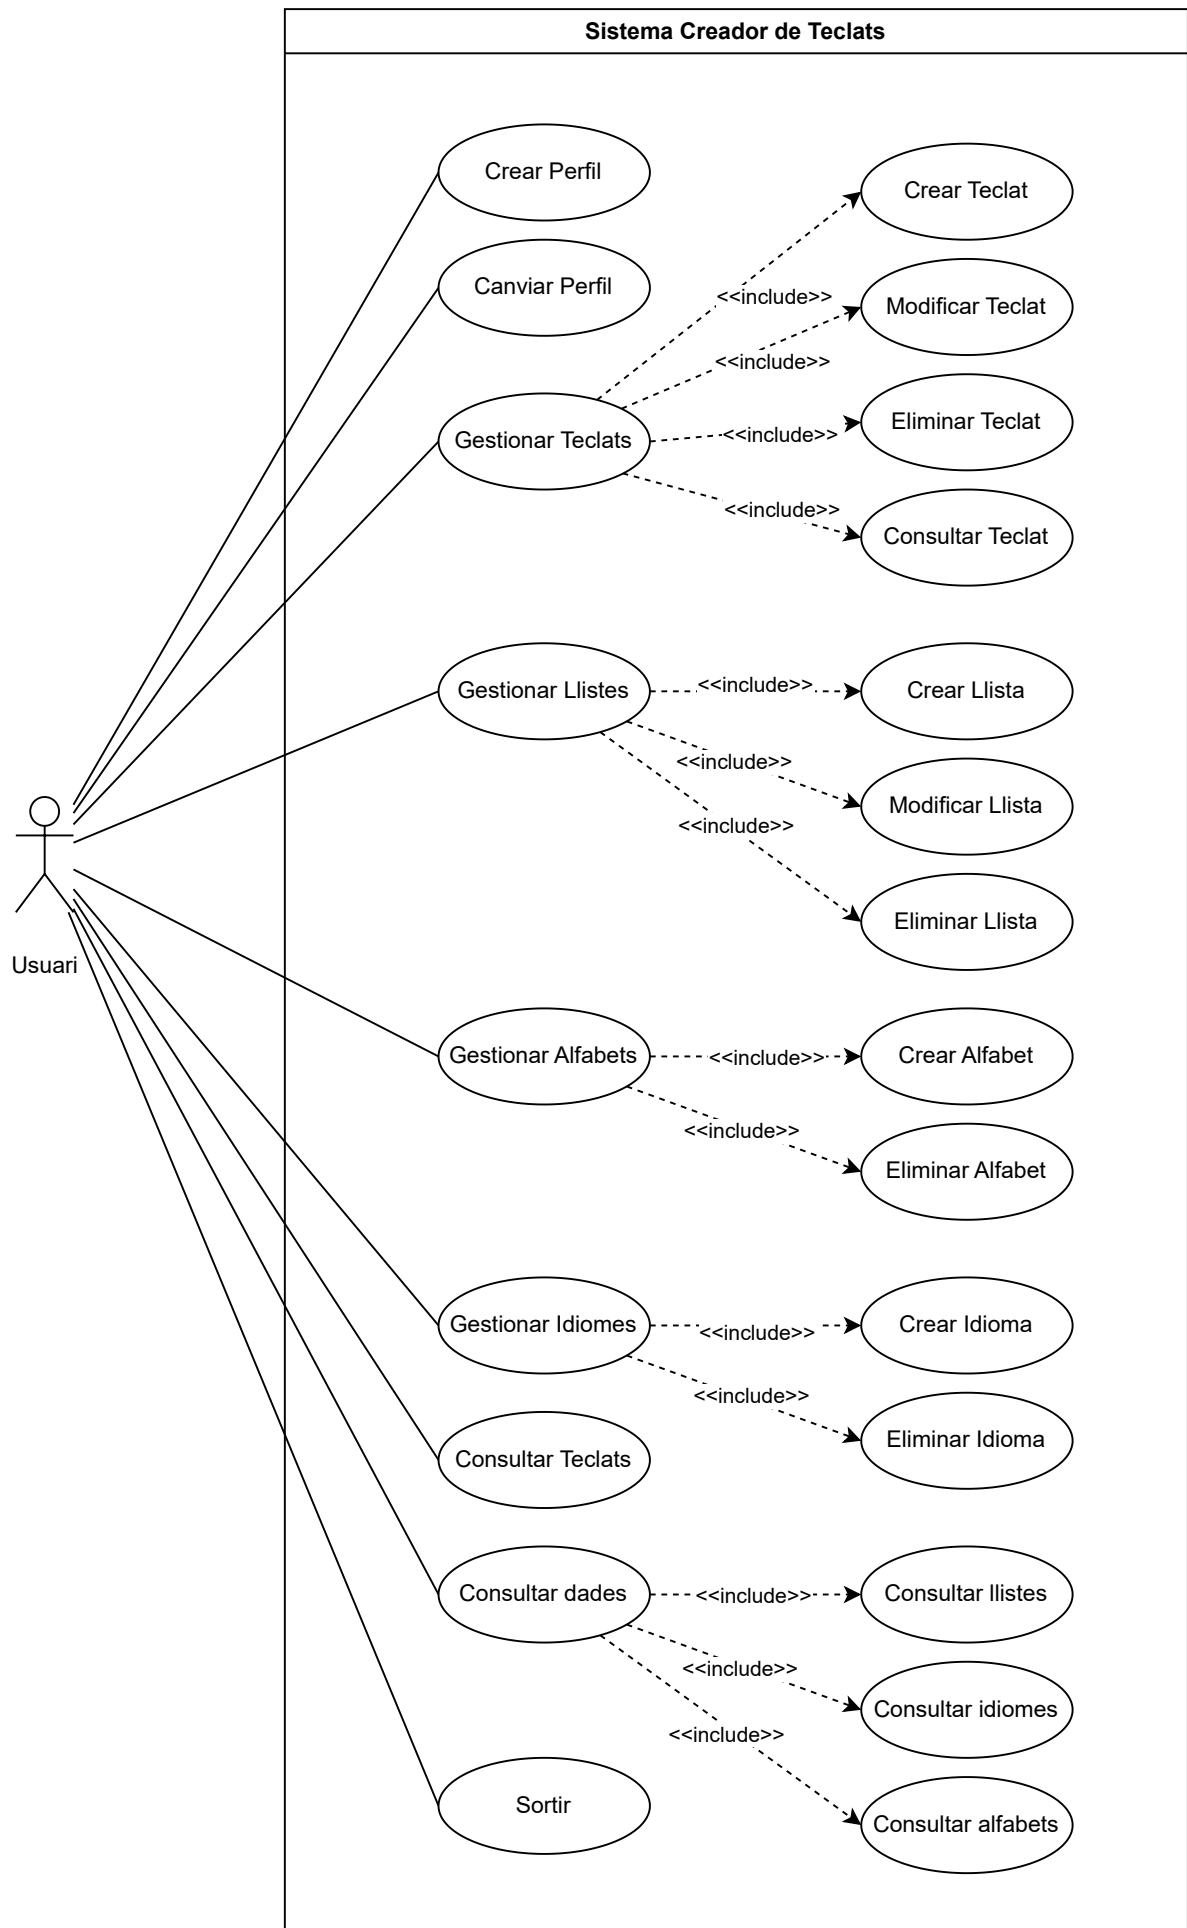 Sistema Creador de Teclats
Crear Perfil
Crear Teclat
Canviar Perfil
<<include>>
Modificar Teclat
<<include>>
Gestionar Teclats
<<include>>
Eliminar Teclat
<<include>>
Consultar Teclat
Gestionar Llistes
<<include>>
Crear Llista
<<include>>
Modificar Llista
<<include>>
Eliminar Llista
Usuari
Gestionar Alfabets
<<include>>
Crear Alfabet
<<include>>
Eliminar Alfabet
Gestionar Idiomes
<<include>>
Crear Idioma
<<include>>
Eliminar Idioma
Consultar Teclats
Consultar dades
<<include>>
Consultar llistes
<<include>>
Consultar idiomes
<<include>>
Sortir
Consultar alfabets